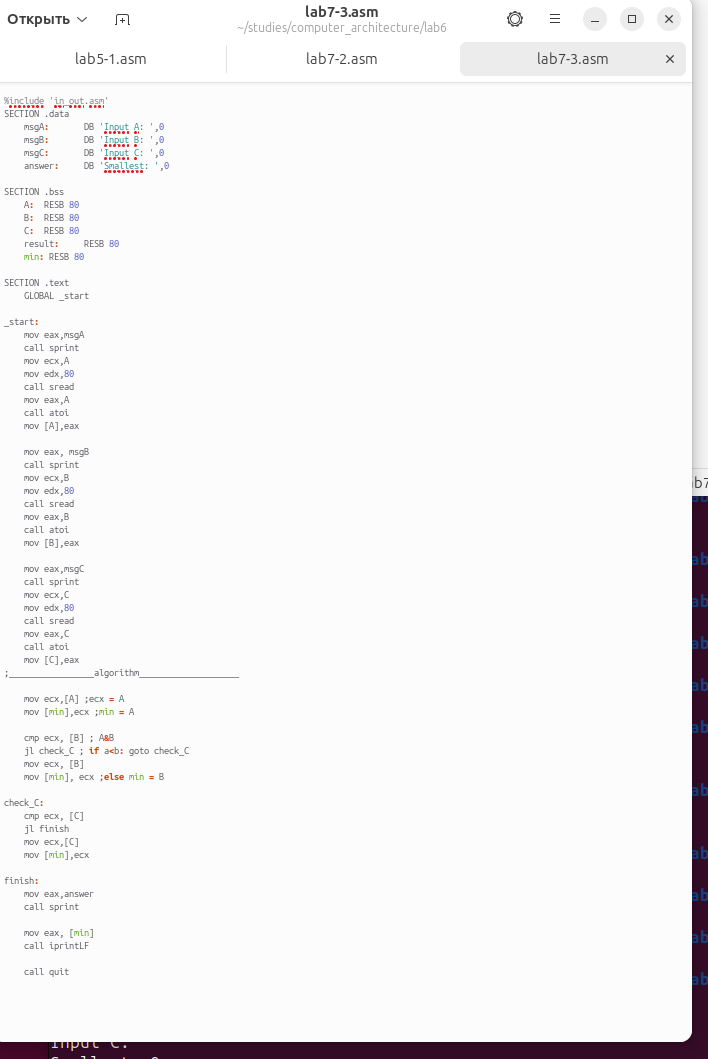 Открыть
lab7-3.asm
~/studies/computer_architecture/lab6
lab5-1.asm
lab7-2.asm
lab7-3.asm
%include 'in_out.asm'
SECTION .data
    msgA:       DB 'Input A: ',0
    msgB:       DB 'Input B: ',0
    msgC:       DB 'Input C: ',0
    answer:     DB 'Smallest: ',0
SECTION .bss
    A:  RESB 80
    B:  RESB 80
    C:  RESB 80
    result:     RESB 80
    min: RESB 80
SECTION .text
    GLOBAL _start
_start:
    mov eax,msgA
    call sprint
    mov ecx,A
    mov edx,80
    call sread
    mov eax,A
    call atoi
    mov [A],eax
    mov eax, msgB
    call sprint
    mov ecx,B
    mov edx,80
    call sread
    mov eax,B
    call atoi
    mov [B],eax
    mov eax,msgC
    call sprint
    mov ecx,C
    mov edx,80
    call sread
    mov eax,C
    call atoi
    mov [C],eax
;_________________algorithm____________________
    mov ecx,[A] ;ecx = A
    mov [min],ecx ;min = A
    cmp ecx, [B] ; A&B
    jl check_C ; if a<b: goto check_C
    mov ecx, [B]
    mov [min], ecx ;else min = B
check_C:
    cmp ecx, [C]
    jl finish
    mov ecx,[C]
    mov [min],ecx
finish:
    mov eax,answer
    call sprint
    mov eax, [min]
    call iprintLF
    call quit
Input C: